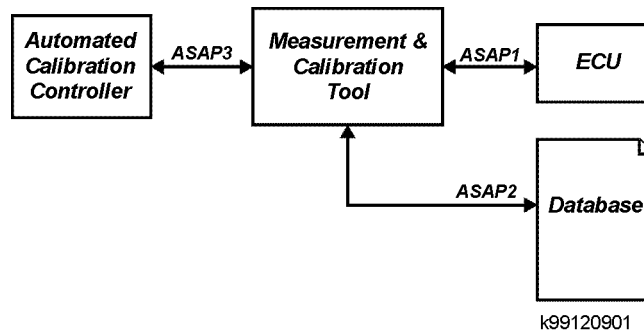 Automated
Calibration
Controller
ASAP3
Measurement &
Calibration
Tool
ASAP1
ECU
ASAP2
Database
k99120901